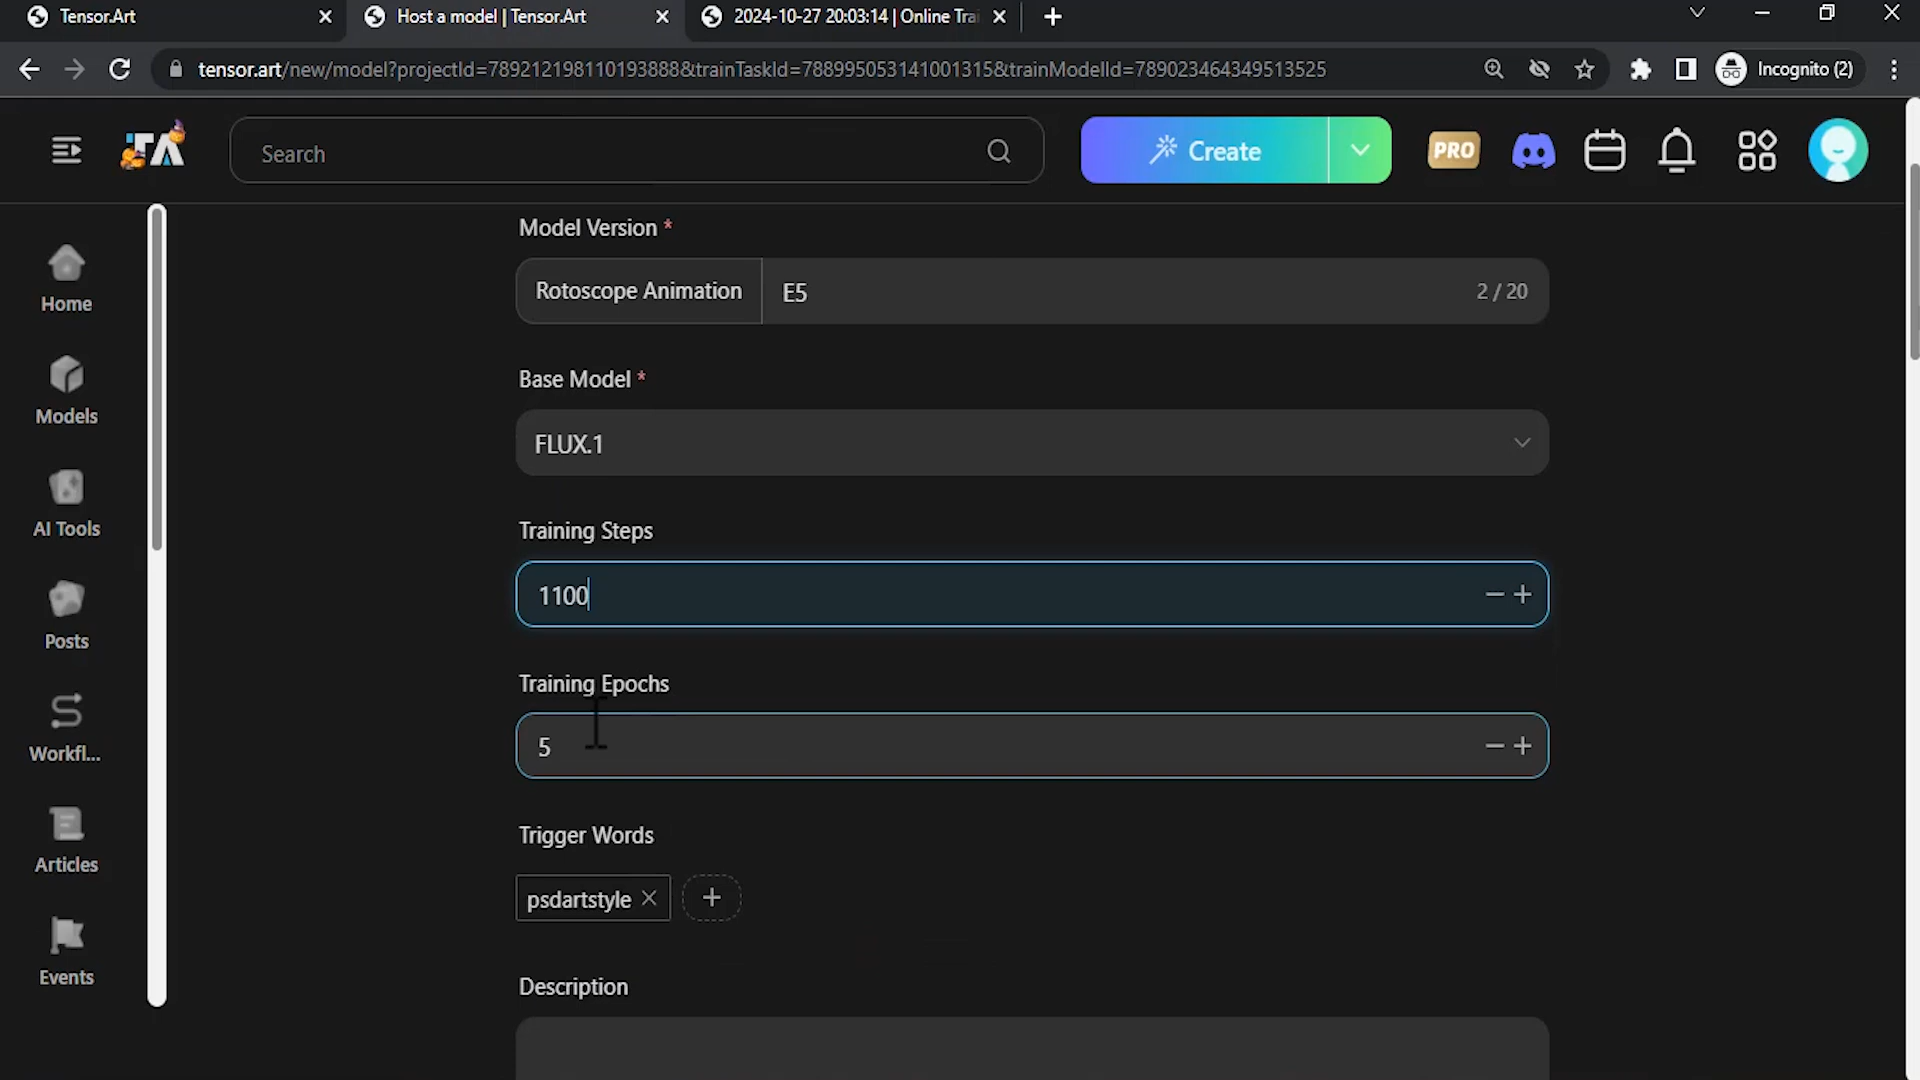 Tensor.Art
Host a model | Tensor.Art
2024-10-27 20:03:14 | Online Trai
tensor.art/new/model?projectId=789212198110193888&trainTaskId=788995053141001315&trainModelId=789023464349513525
Incognito (2)
TA
Search
Create
PRO
Home
Models
AI Tools
Posts
Workfl...
Articles
Events
Model Version *
Rotoscope Animation
E5
2 / 20
Base Model *
FLUX.1
Training Steps
1100
Training Epochs
5
Trigger Words
psdartstyle
Description